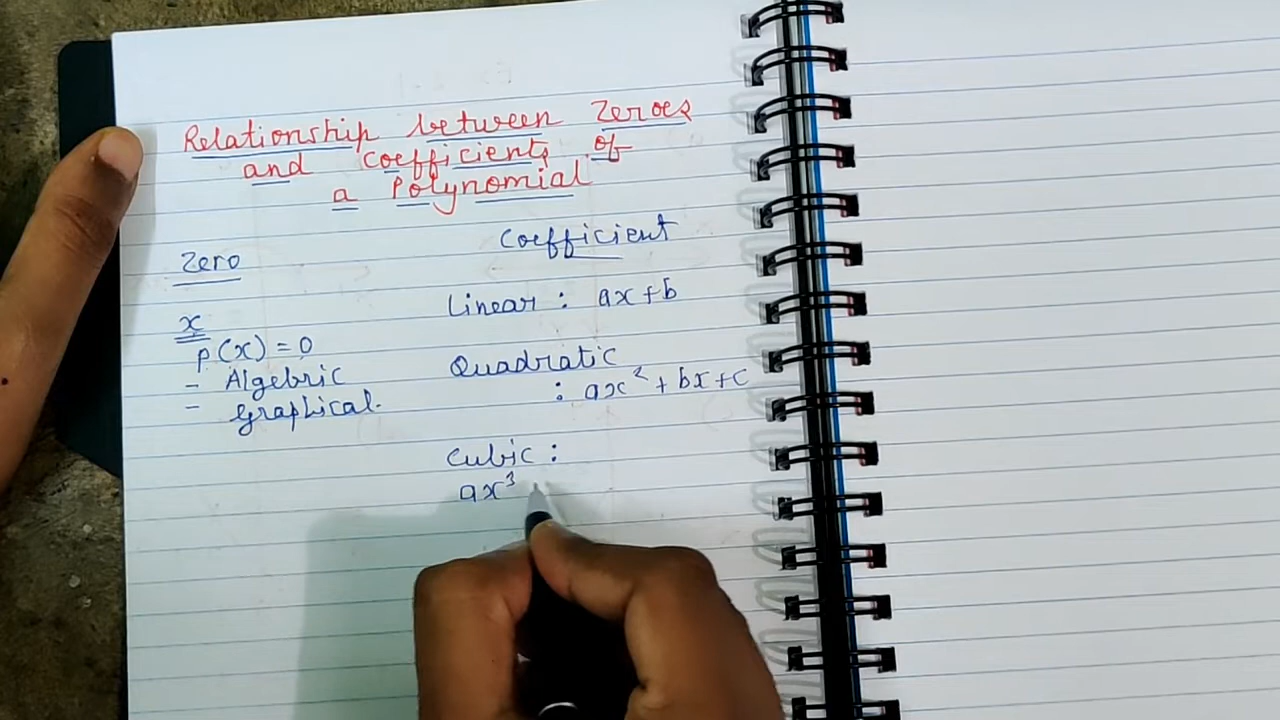 Relationship between Zeroes
and Coefficients of
a Polynomial
Zero
x
P(x) = 0
- Algebric
- Graphical.
Coefficient
Linear : ax + b
Quadratic
: ax² + bx + c
Cubic :
ax³